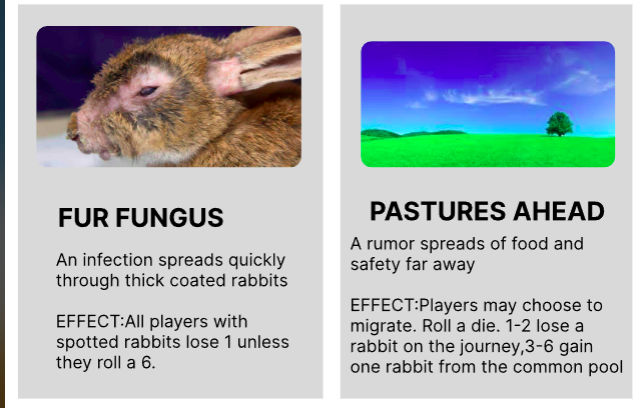 FUR FUNGUS
An infection spreads quickly
through thick coated rabbits
EFFECT:All players with
spotted rabbits lose 1 unless
they roll a 6.
PASTURES AHEAD
A rumor spreads of food and
safety far away
EFFECT:Players may choose to
migrate. Roll a die. 1-2 lose a
rabbit on the journey,3-6 gain
one rabbit from the common pool